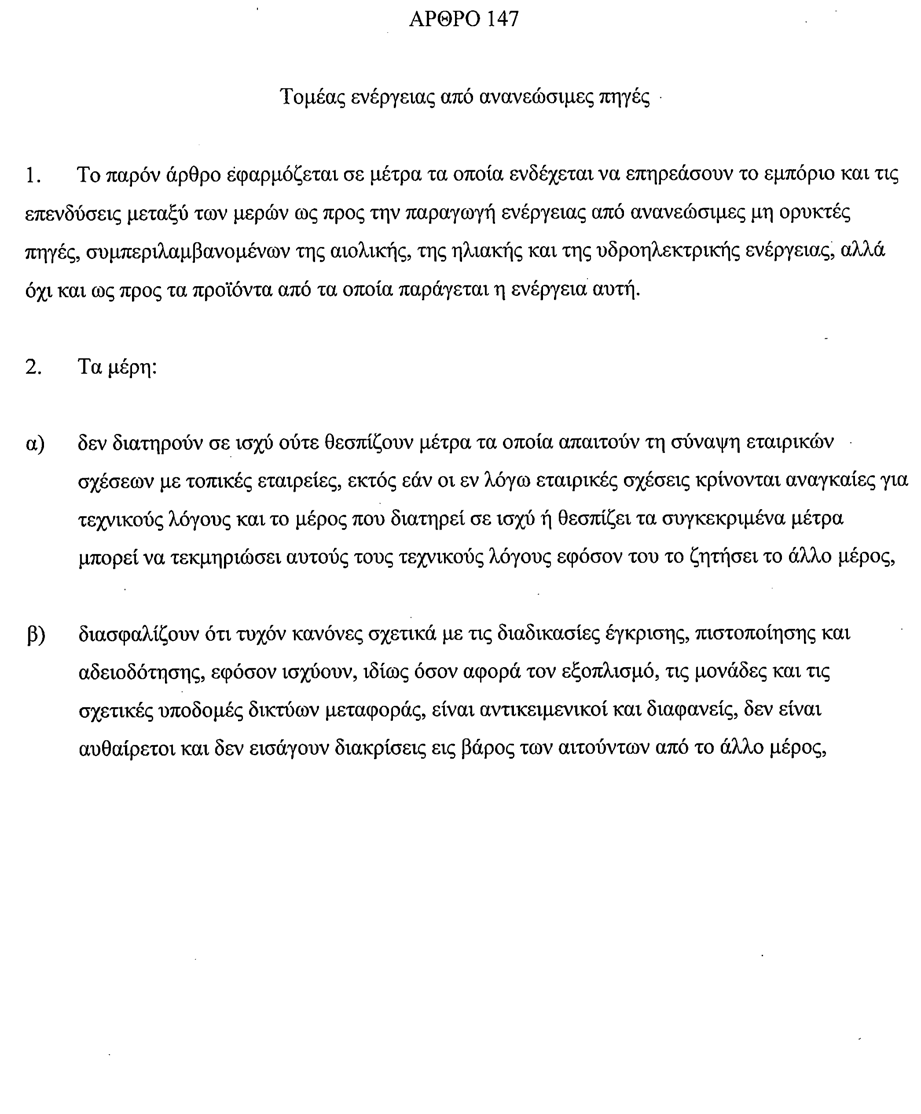 ΑΡΘΡΟ 147
Τομέας ενέργειας από ανανεώσιμες πηγές
1. Το παρόν άρθρο εφαρμόζεται σε μέτρα τα οποία ενδέχεται να επηρεάσουν το εμπόριο και τις
επενδύσεις μεταξύ των μερών ως προς την παραγωγή ενέργειας από ανανεώσιμες μη ορυκτές
πηγές, συμπεριλαμβανομένων της αιολικής, της ηλιακής και της υδροηλεκτρικής ενέργειας, αλλά
όχι και ως προς τα προϊόντα από τα οποία παράγεται η ενέργεια αυτή.
2. Τα μέρη:
α) δεν διατηρούν σε ισχύ ούτε θεσπίζουν μέτρα τα οποία απαιτούν τη σύναψη εταιρικών
σχέσεων με τοπικές εταιρείες, εκτός εάν οι εν λόγω εταιρικές σχέσεις κρίνονται αναγκαίες για
τεχνικούς λόγους και το μέρος που διατηρεί σε ισχύ ή θεσπίζει τα συγκεκριμένα μέτρα
μπορεί να τεκμηριώσει αυτούς τους τεχνικούς λόγους εφόσον του το ζητήσει το άλλο μέρος,
β) διασφαλίζουν ότι τυχόν κανόνες σχετικά με τις διαδικασίες έγκρισης, πιστοποίησης και
αδειοδότησης, εφόσον ισχύουν, ιδίως όσον αφορά τον εξοπλισμό, τις μονάδες και τις
σχετικές υποδομές δικτύων μεταφοράς, είναι αντικειμενικοί και διαφανείς, δεν είναι
αυθαίρετοι και δεν εισάγουν διακρίσεις εις βάρος των αιτούντων από το άλλο μέρος,